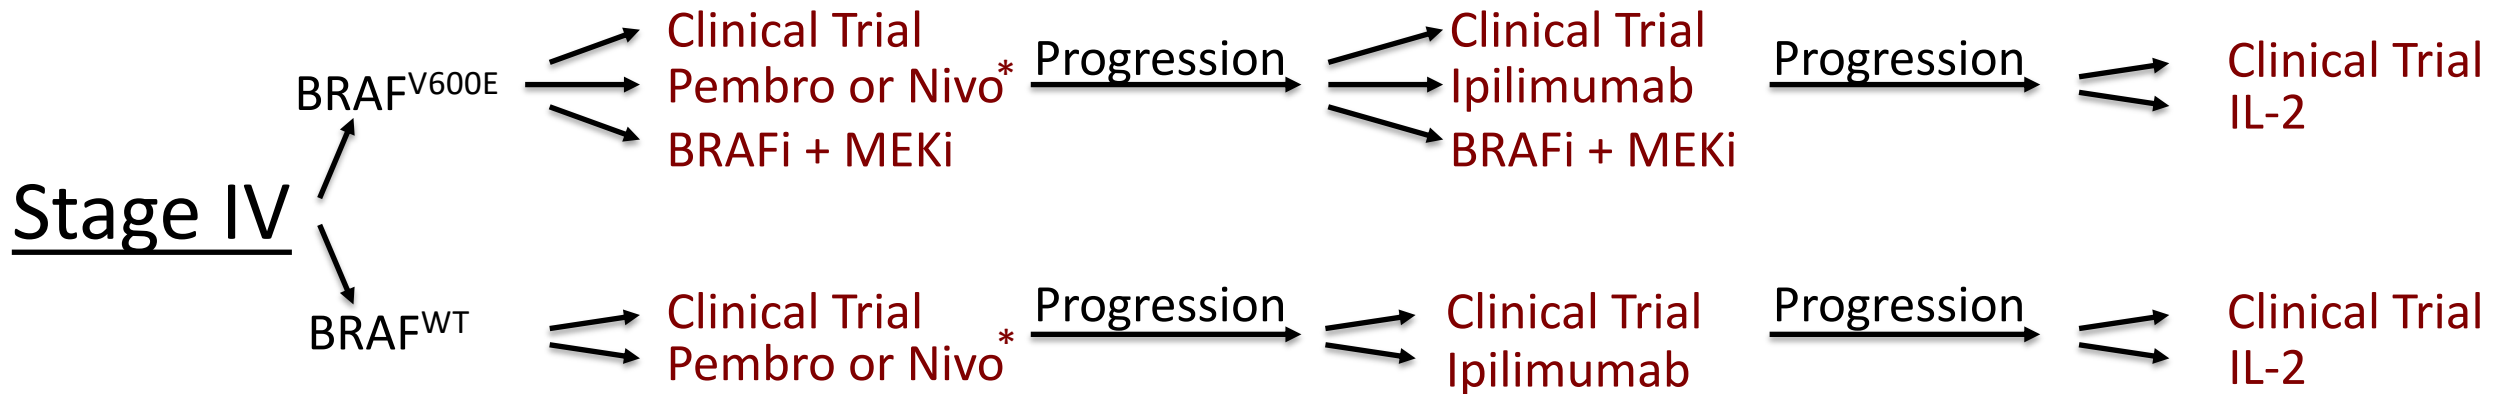 Stage IV
BRAF^V600E
Clinical Trial
Pembro or Nivo*
BRAFi + MEKi
Progression
Clinical Trial
Ipilimumab
BRAFi + MEKi
Progression
Clinical Trial
IL-2
BRAF^WT
Clinical Trial
Pembro or Nivo*
Progression
Clinical Trial
Ipilimumab
Progression
Clinical Trial
IL-2